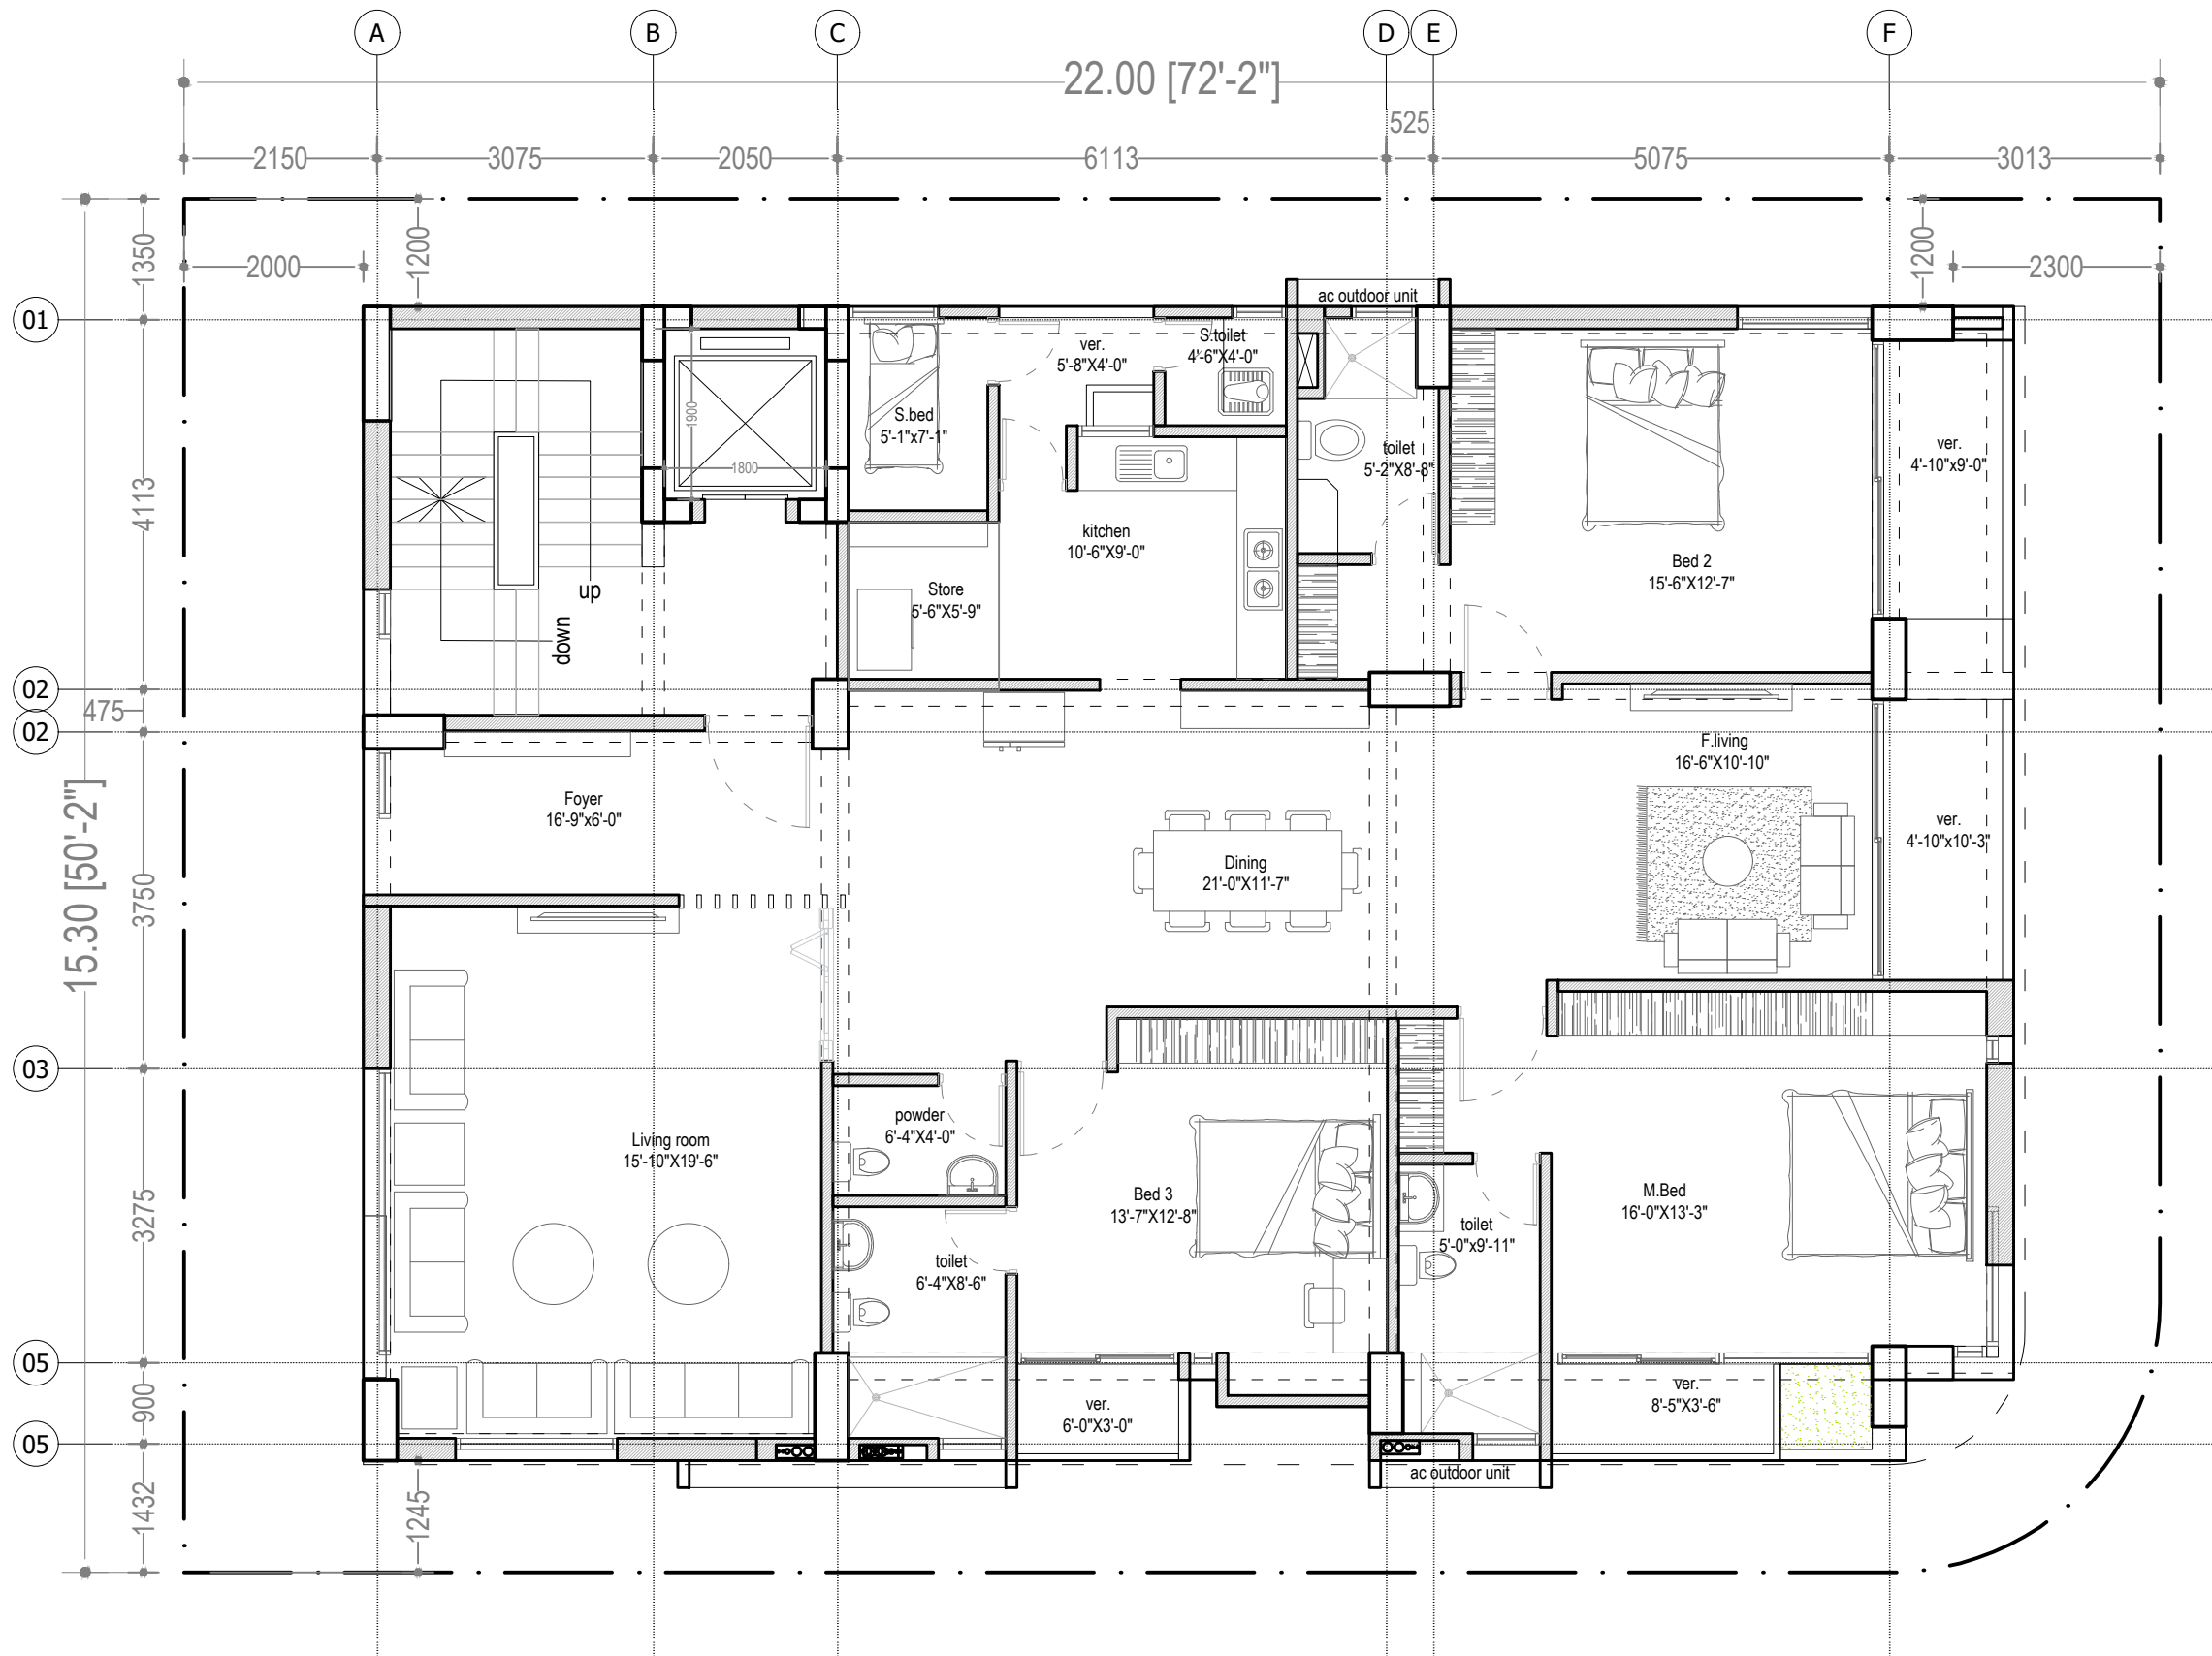 A
B
C
D
E
F
22.00 [72'-2"]
525
2150
3075
2050
6113
5075
3013
1350
1200
2000
1200
2300
01
ac outdoor unit
ver.
5'-8"X4'-0"
S.toilet
4'-6"X4'-0"
S.bed
5'-1"x7'-1"
1900
1800
toilet
5'-2"X8'-8"
ver.
4'-10"x9'-0"
4113
kitchen
10'-6"X9'-0"
Bed 2
15'-6"X12'-7"
up
down
Store
5'-6"X5'-9"
02
475
02
F.living
16'-6"X10'-10"
Foyer
16'-9"x6'-0"
ver.
4'-10"x10'-3"
Dining
21'-0"X11'-7"
15.30 [50'-2"]
3750
03
powder
6'-4"X4'-0"
Living room
15'-10"X19'-6"
Bed 3
13'-7"X12'-8"
M.Bed
16'-0"X13'-3"
toilet
5'-0"x9'-11"
toilet
6'-4"X8'-6"
3275
05
900
ver.
6'-0"X3'-0"
ver.
8'-5"X3'-6"
05
ac outdoor unit
1432
1245